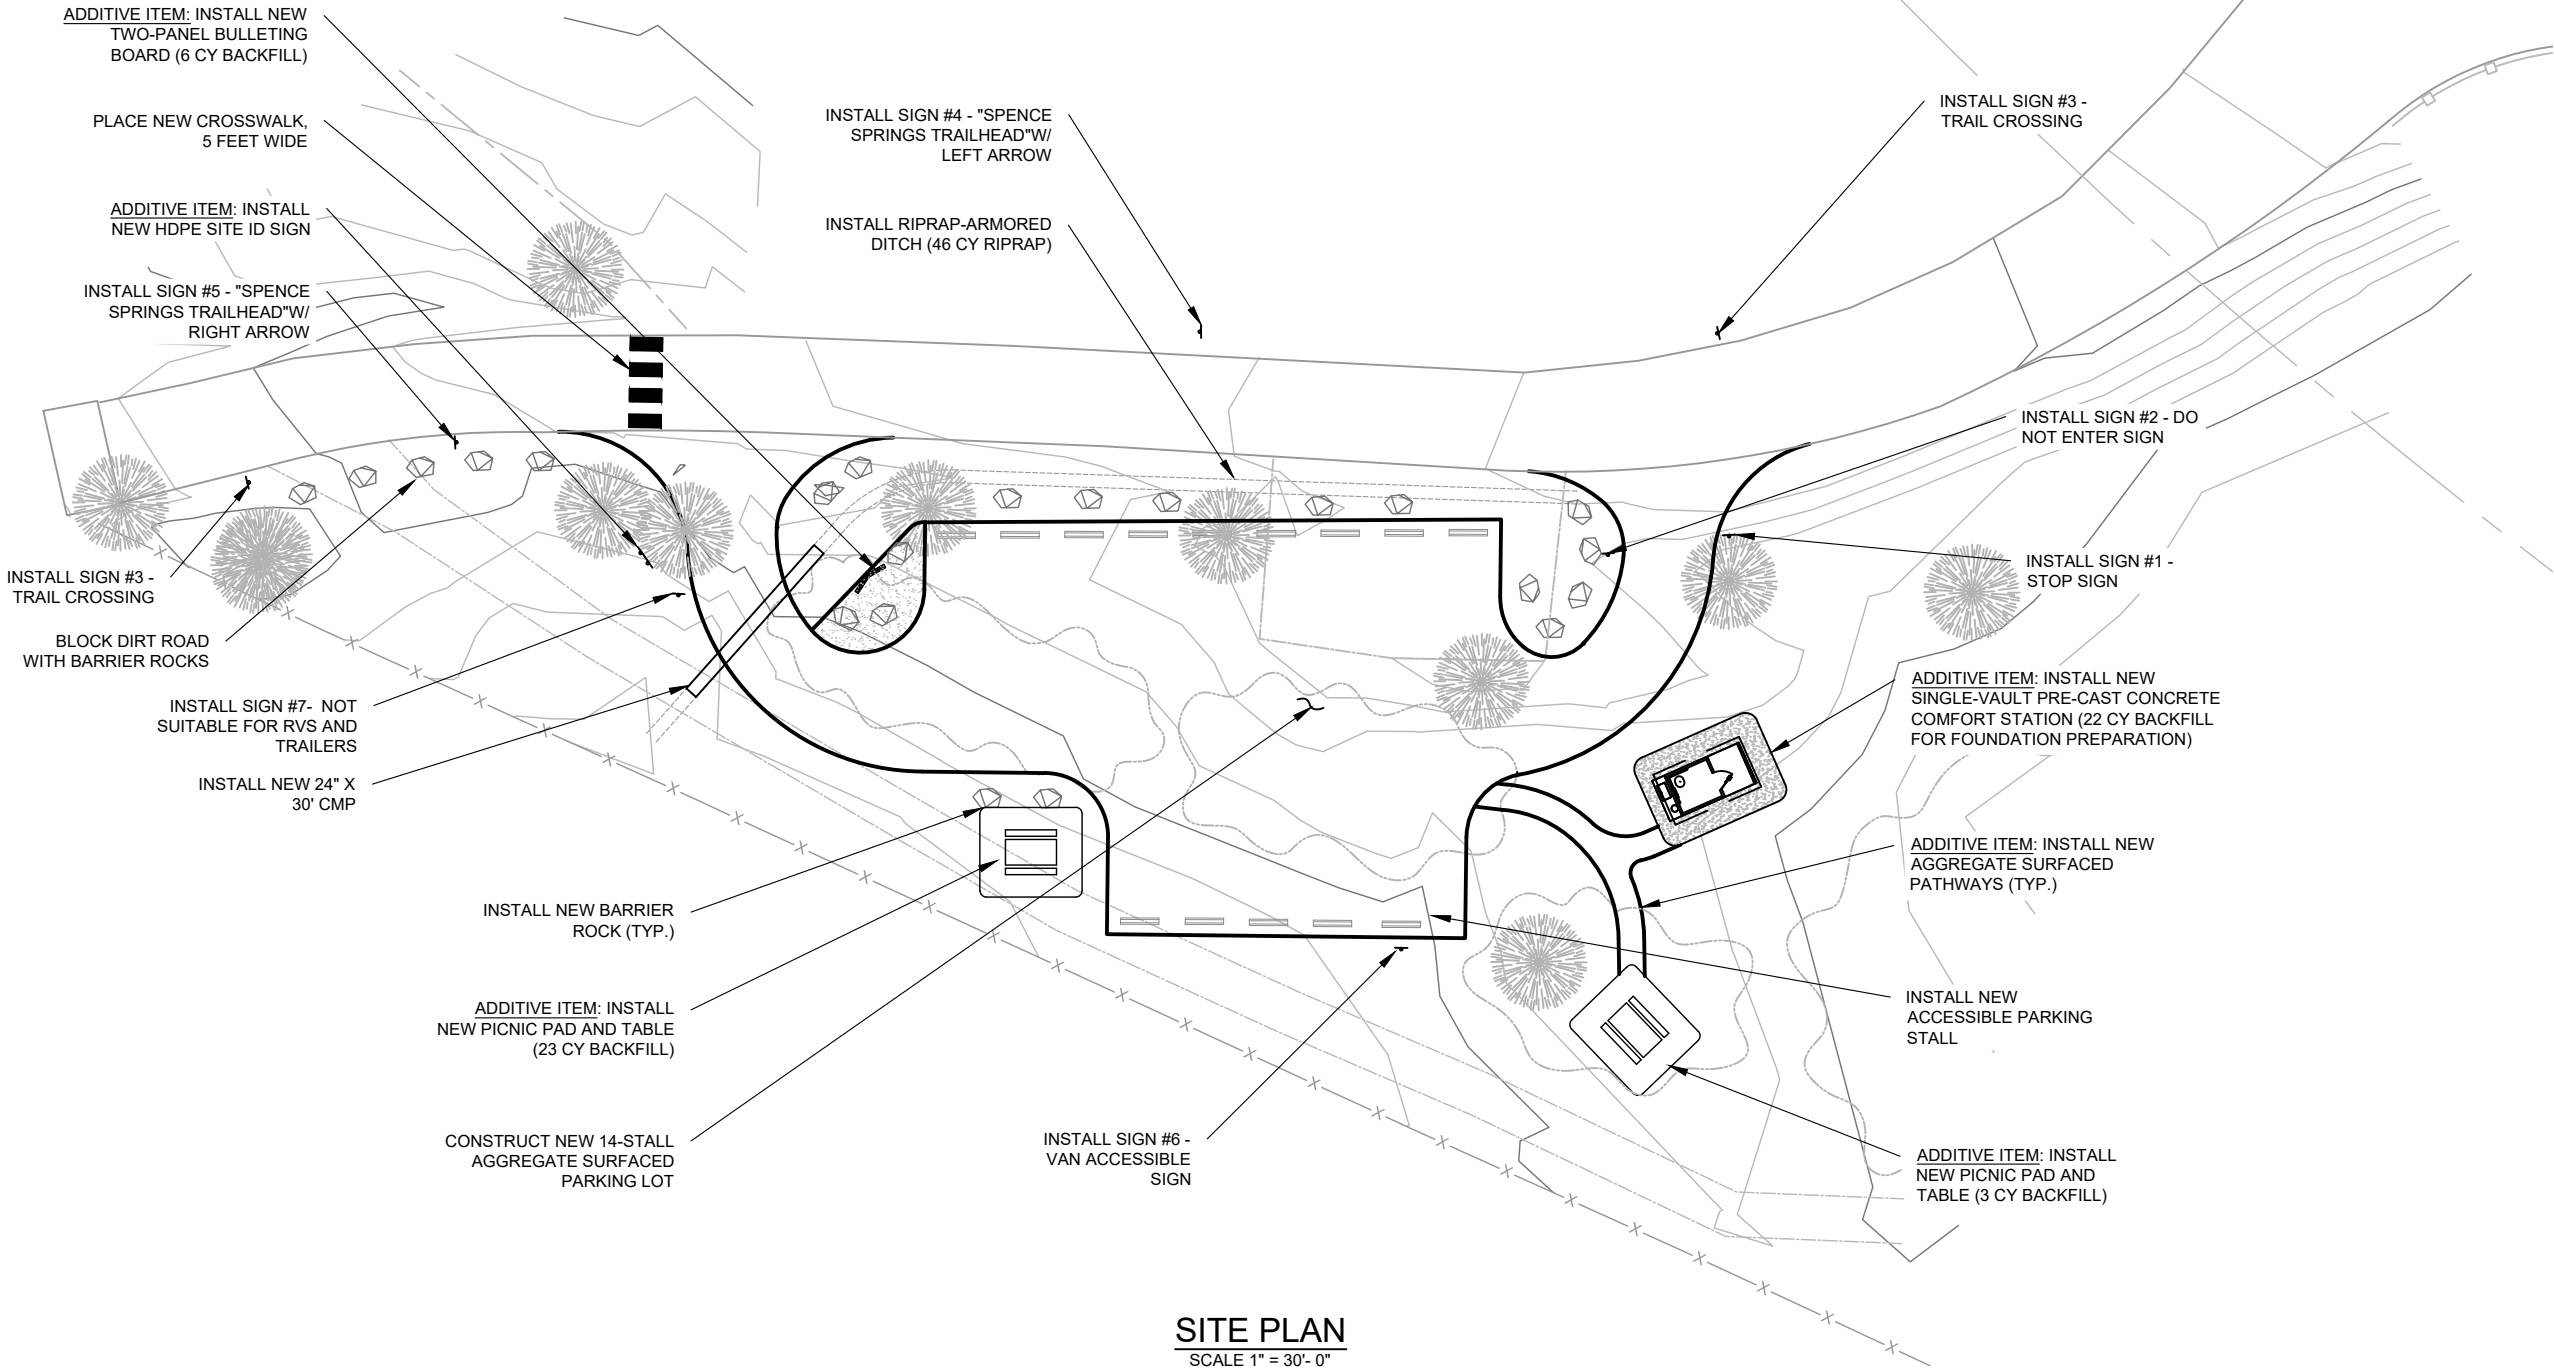 ADDITIVE ITEM: INSTALL NEW
TWO-PANEL BULLETING
BOARD (6 CY BACKFILL)
PLACE NEW CROSSWALK,
5 FEET WIDE
ADDITIVE ITEM: INSTALL
NEW HDPE SITE ID SIGN
INSTALL SIGN #5 - "SPENCE
SPRINGS TRAILHEAD"W/
RIGHT ARROW
INSTALL SIGN #3 -
TRAIL CROSSING
BLOCK DIRT ROAD
WITH BARRIER ROCKS
INSTALL SIGN #7- NOT
SUITABLE FOR RVS AND
TRAILERS
INSTALL NEW 24" X
30' CMP
INSTALL NEW BARRIER
ROCK (TYP.)
ADDITIVE ITEM: INSTALL
NEW PICNIC PAD AND TABLE
(23 CY BACKFILL)
CONSTRUCT NEW 14-STALL
AGGREGATE SURFACED
PARKING LOT
INSTALL SIGN #4 - "SPENCE
SPRINGS TRAILHEAD"W/
LEFT ARROW
INSTALL RIPRAP-ARMORED
DITCH (46 CY RIPRAP)
INSTALL SIGN #6 -
VAN ACCESSIBLE
SIGN
INSTALL SIGN #3 -
TRAIL CROSSING
INSTALL SIGN #2 - DO
NOT ENTER SIGN
INSTALL SIGN #1 -
STOP SIGN
ADDITIVE ITEM: INSTALL NEW
SINGLE-VAULT PRE-CAST CONCRETE
COMFORT STATION (22 CY BACKFILL
FOR FOUNDATION PREPARATION)
ADDITIVE ITEM: INSTALL NEW
AGGREGATE SURFACED
PATHWAYS (TYP.)
INSTALL NEW
ACCESSIBLE PARKING
STALL
ADDITIVE ITEM: INSTALL
NEW PICNIC PAD AND
TABLE (3 CY BACKFILL)
SITE PLAN
SCALE 1" = 30'- 0"